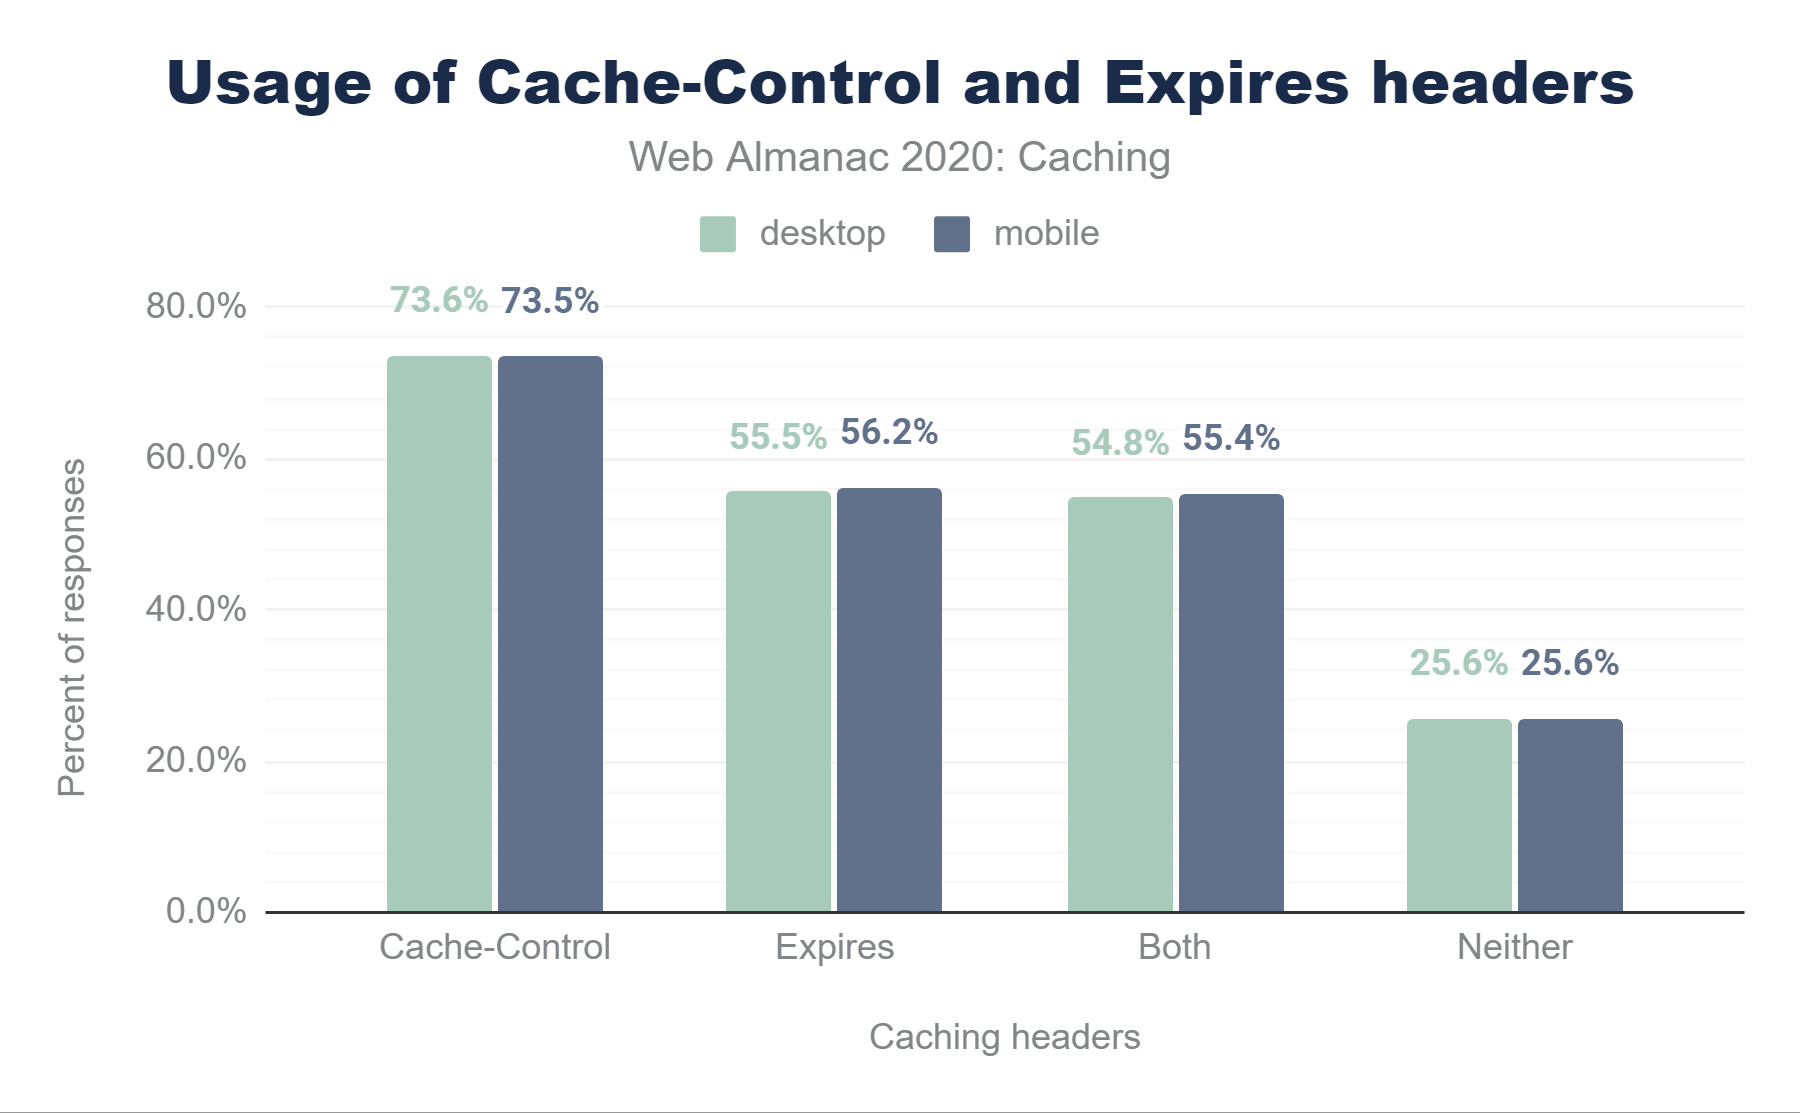 Usage of Cache-Control and Expires headers
Web Almanac 2020: Caching
desktop mobile
73.6% 73.5%
55.5% 56.2%
54.8% 55.4%
25.6% 25.6%
80.0%
60.0%
40.0%
20.0%
0.0%
Percent of responses
Cache-Control Expires Both Neither
Caching headers